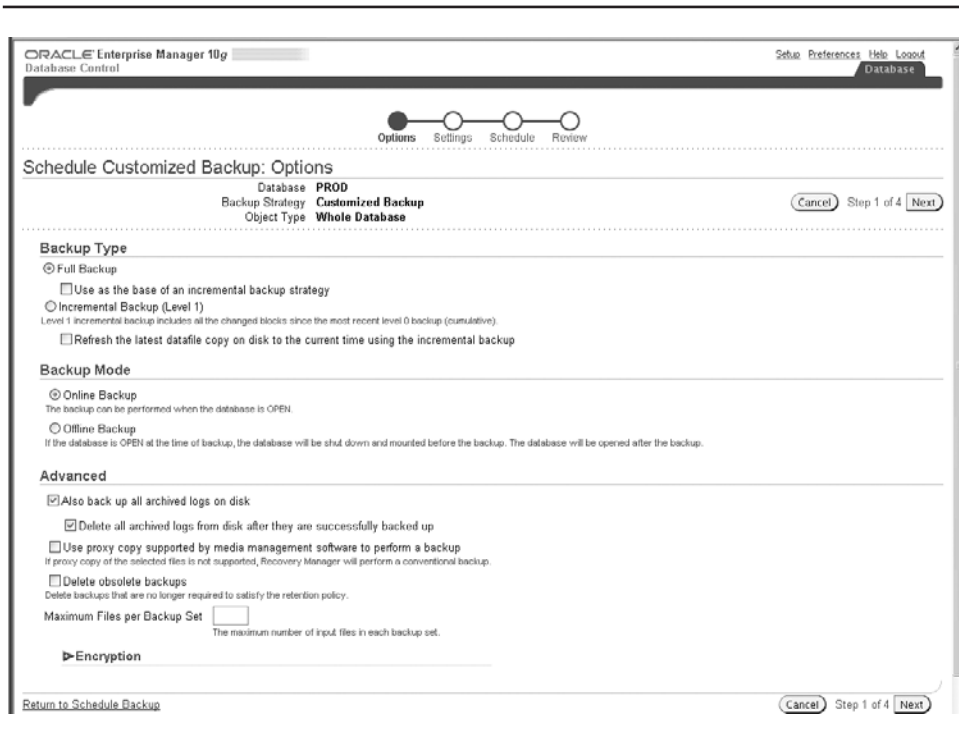 ORACLE Enterprise Manager 10g
Database Control
Setup Preferences Help Logout
Database
Options Settings Schedule Review
Schedule Customized Backup: Options
Database PROD
Backup Strategy Customized Backup
Object Type Whole Database
Cancel Step 1 of 4 Next
Backup Type
Full Backup
Use as the base of an incremental backup strategy
Incremental Backup (Level 1)
Level 1 incremental backup includes all the changed blocks since the most recent level 0 backup (cumulative).
Refresh the latest datafile copy on disk to the current time using the incremental backup
Backup Mode
Online Backup
The backup can be performed when the database is OPEN.
Offline Backup
If the database is OPEN at the time of backup, the database will be shut down and mounted before the backup. The database will be opened after the backup.
Advanced
Also back up all archived logs on disk
Delete all archived logs from disk after they are successfully backed up
Use proxy copy supported by media management software to perform a backup
If proxy copy of the selected files is not supported, Recovery Manager will perform a conventional backup.
Delete obsolete backups
Delete backups that are no longer required to satisfy the retention policy.
Maximum Files per Backup Set
The maximum number of input files in each backup set.
Encryption
Return to Schedule Backup
Cancel Step 1 of 4 Next